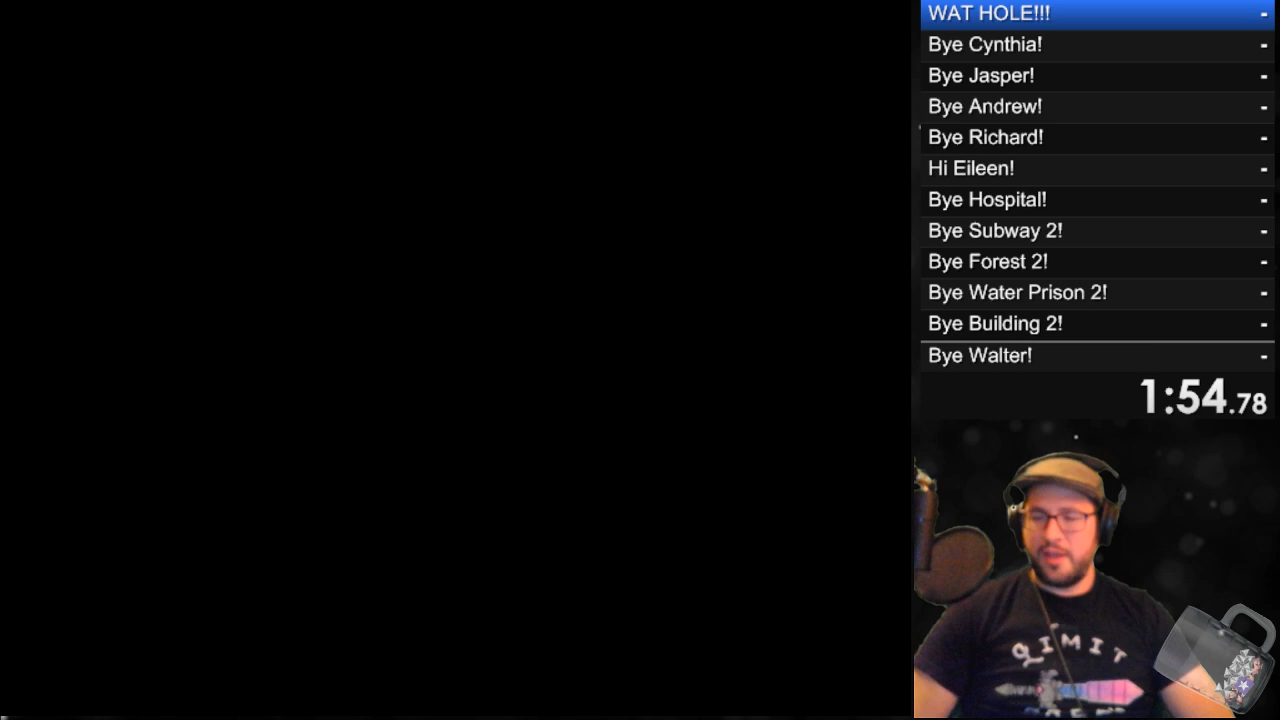 WAT HOLE!!! -
Bye Cynthia! -
Bye Jasper! -
Bye Andrew! -
Bye Richard! -
Hi Eileen! -
Bye Hospital! -
Bye Subway 2! -
Bye Forest 2! -
Bye Water Prison 2! -
Bye Building 2! -
Bye Walter! -
1:54.78
LIMIT